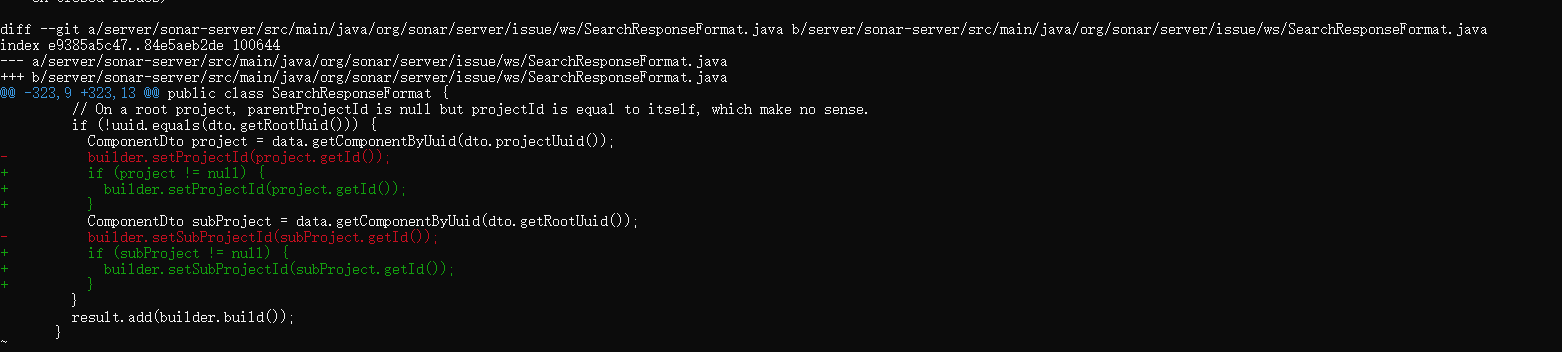 on closed issues)
diff --git a/server/sonar-server/src/main/java/org/sonar/server/issue/ws/SearchResponseFormat.java b/server/sonar-server/src/main/java/org/sonar/server/issue/ws/SearchResponseFormat.java
index e9385a5c47..84e5aeb2de 100644
--- a/server/sonar-server/src/main/java/org/sonar/server/issue/ws/SearchResponseFormat.java
+++ b/server/sonar-server/src/main/java/org/sonar/server/issue/ws/SearchResponseFormat.java
@@ -323,9 +323,13 @@ public class SearchResponseFormat {
         // On a root project, parentProjectId is null but projectId is equal to itself, which make no sense.
         if (!uuid.equals(dto.getRootUuid())) {
           ComponentDto project = data.getComponentByUuid(dto.projectUuid());
-          builder.setProjectId(project.getId());
+          if (project != null) {
+            builder.setProjectId(project.getId());
+          }
           ComponentDto subProject = data.getComponentByUuid(dto.getRootUuid());
-          builder.setSubProjectId(subProject.getId());
+          if (subProject != null) {
+            builder.setSubProjectId(subProject.getId());
+          }
         }
         result.add(builder.build());
       }
~